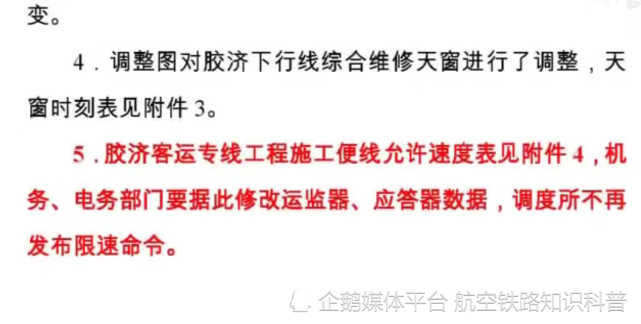 变。
4．调整图对胶济下行线综合维修天窗进行了调整，天
窗时刻表见附件 3。
5．胶济客运专线工程施工便线允许速度表见附件 4，机
务、电务部门要据此修改运监器、应答器数据，调度所不再
发布限速命令。
企鹅媒体平台 航空铁路知识科普